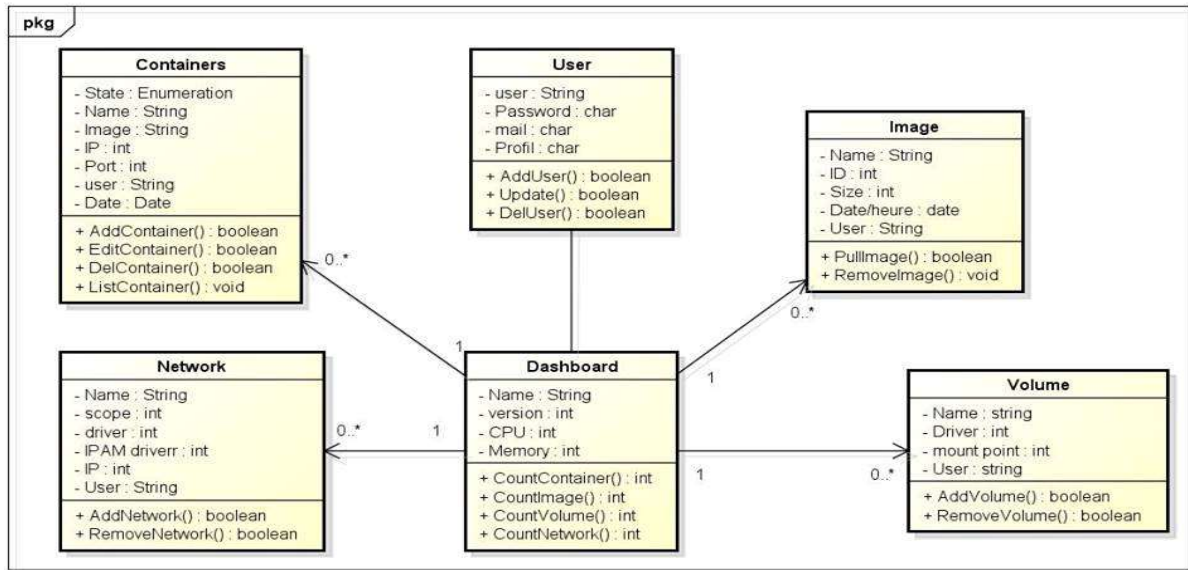 pkg
Containers
- State : Enumeration
- Name : String
- Image : String
- IP : int
- Port : int
- user : String
- Date : Date
+ AddContainer() : boolean
+ EditContainer() : boolean
+ DelContainer() : boolean
+ ListContainer() : void
User
- user : String
- Password : char
- mail : char
- Profil : char
+ AddUser() : boolean
+ Update() : boolean
+ DelUser() : boolean
Image
- Name : String
- ID : int
- Size : int
- Date/heure : date
- User : String
+ PullImage() : boolean
+ RemoveImage() : void
0..*
1
0..*
1
Network
- Name : String
- scope : int
- driver : int
- IPAM driverr : int
- IP : int
- User : String
+ AddNetwork() : boolean
+ RemoveNetwork() : boolean
0..*
1
Dashboard
- Name : String
- version : int
- CPU : int
- Memory : int
+ CountContainer() : int
+ CountImage() : int
+ CountVolume() : int
+ CountNetwork() : int
1
0..*
Volume
- Name : string
- Driver : int
- mount point : int
- User : string
+ AddVolume() : boolean
+ RemoveVolume() : boolean